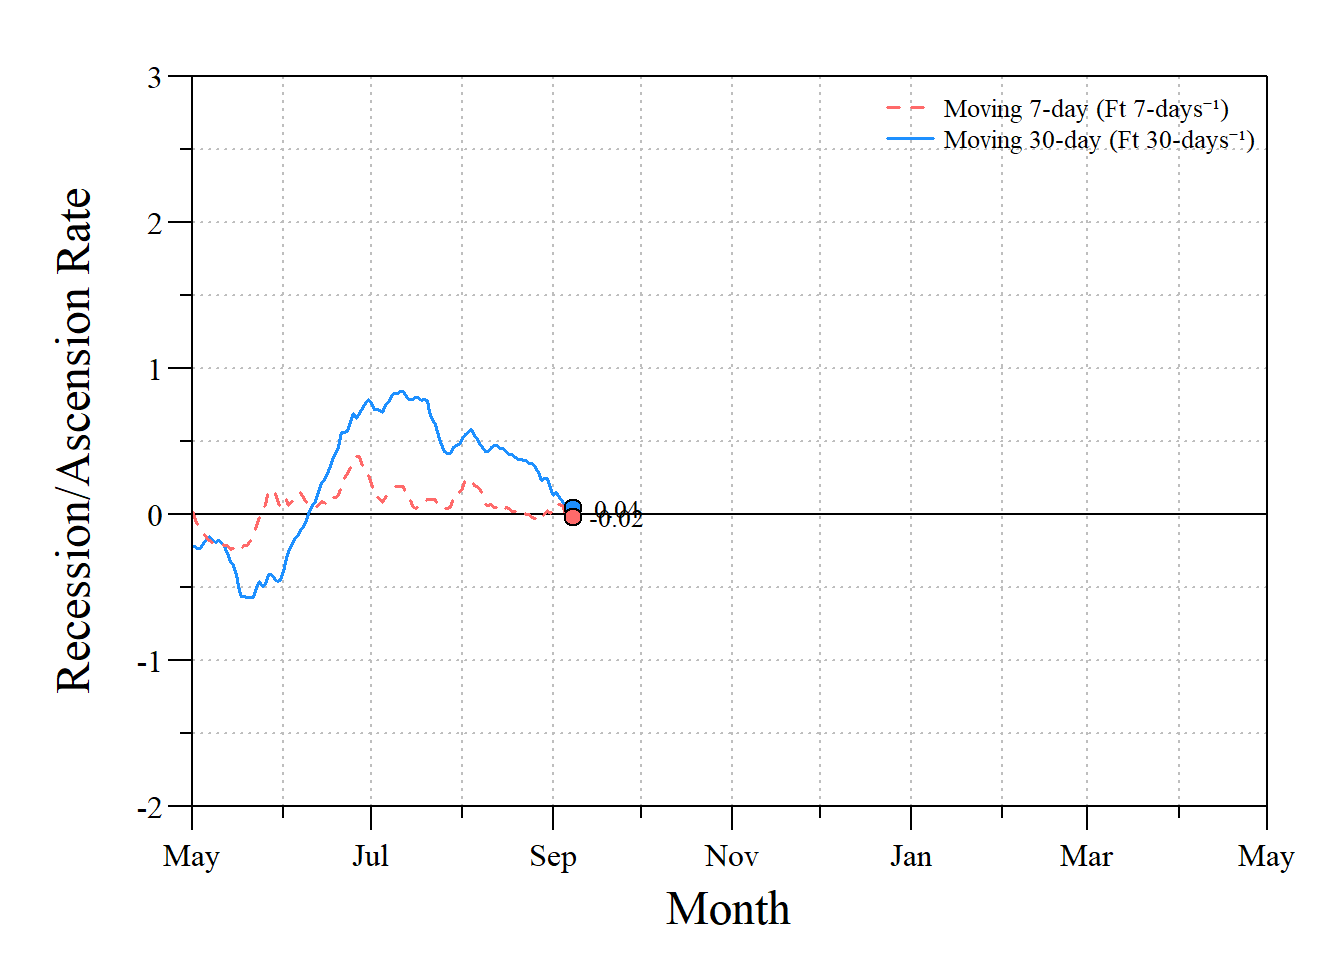 3
2
1
0
-1
-2
Recession/Ascension Rate
Moving 7-day (Ft 7-days⁻¹)
Moving 30-day (Ft 30-days⁻¹)
0.04
-0.02
May Jul Sep Nov Jan Mar May
Month